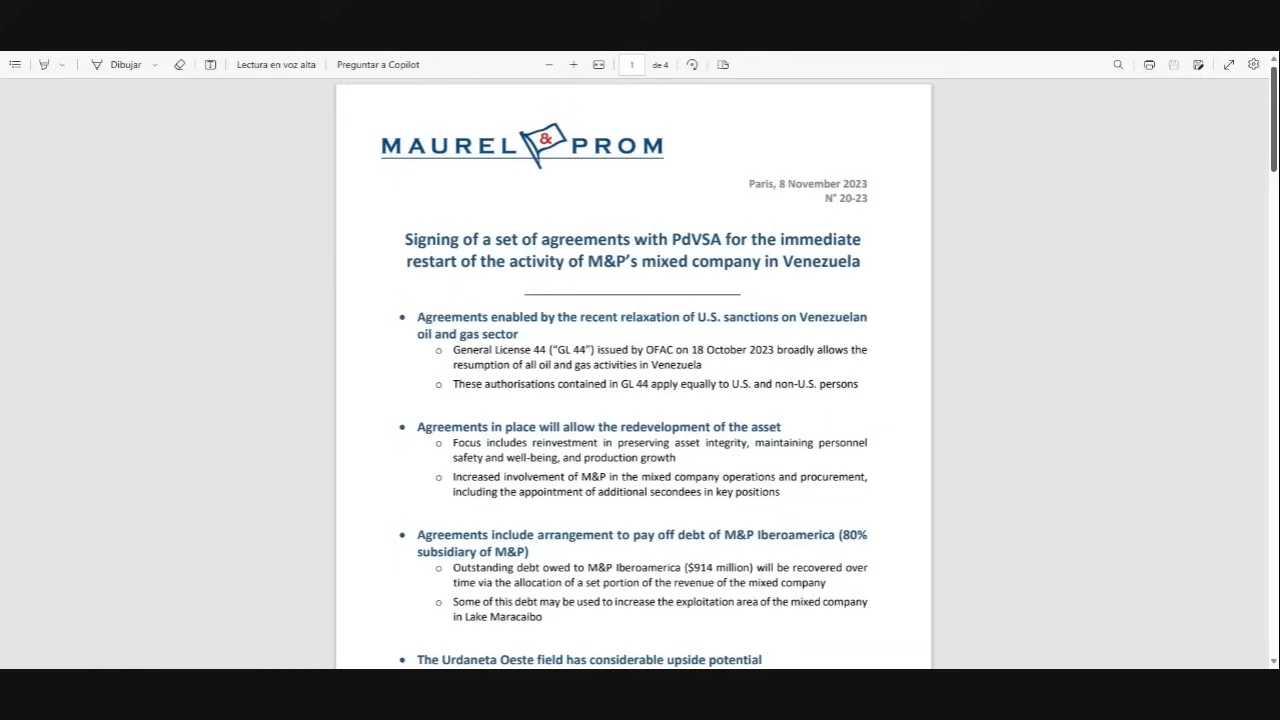 Dibujar
Lectura en voz alta
Preguntar a Copilot
1
de 4
MAUREL & PROM
Paris, 8 November 2023
N° 20-23
Signing of a set of agreements with PdVSA for the immediate
restart of the activity of M&P's mixed company in Venezuela
• Agreements enabled by the recent relaxation of U.S. sanctions on Venezuelan
oil and gas sector
o General License 44 ("GL 44") issued by OFAC on 18 October 2023 broadly allows the
resumption of all oil and gas activities in Venezuela
o These authorisations contained in GL 44 apply equally to U.S. and non-U.S. persons
• Agreements in place will allow the redevelopment of the asset
o Focus includes reinvestment in preserving asset integrity, maintaining personnel
safety and well-being, and production growth
o Increased involvement of M&P in the mixed company operations and procurement,
including the appointment of additional secondees in key positions
• Agreements include arrangement to pay off debt of M&P Iberoamerica (80%
subsidiary of M&P)
o Outstanding debt owed to M&P Iberoamerica ($914 million) will be recovered over
time via the allocation of a set portion of the revenue of the mixed company
o Some of this debt may be used to increase the exploitation area of the mixed company
in Lake Maracaibo
• The Urdaneta Oeste field has considerable upside potential